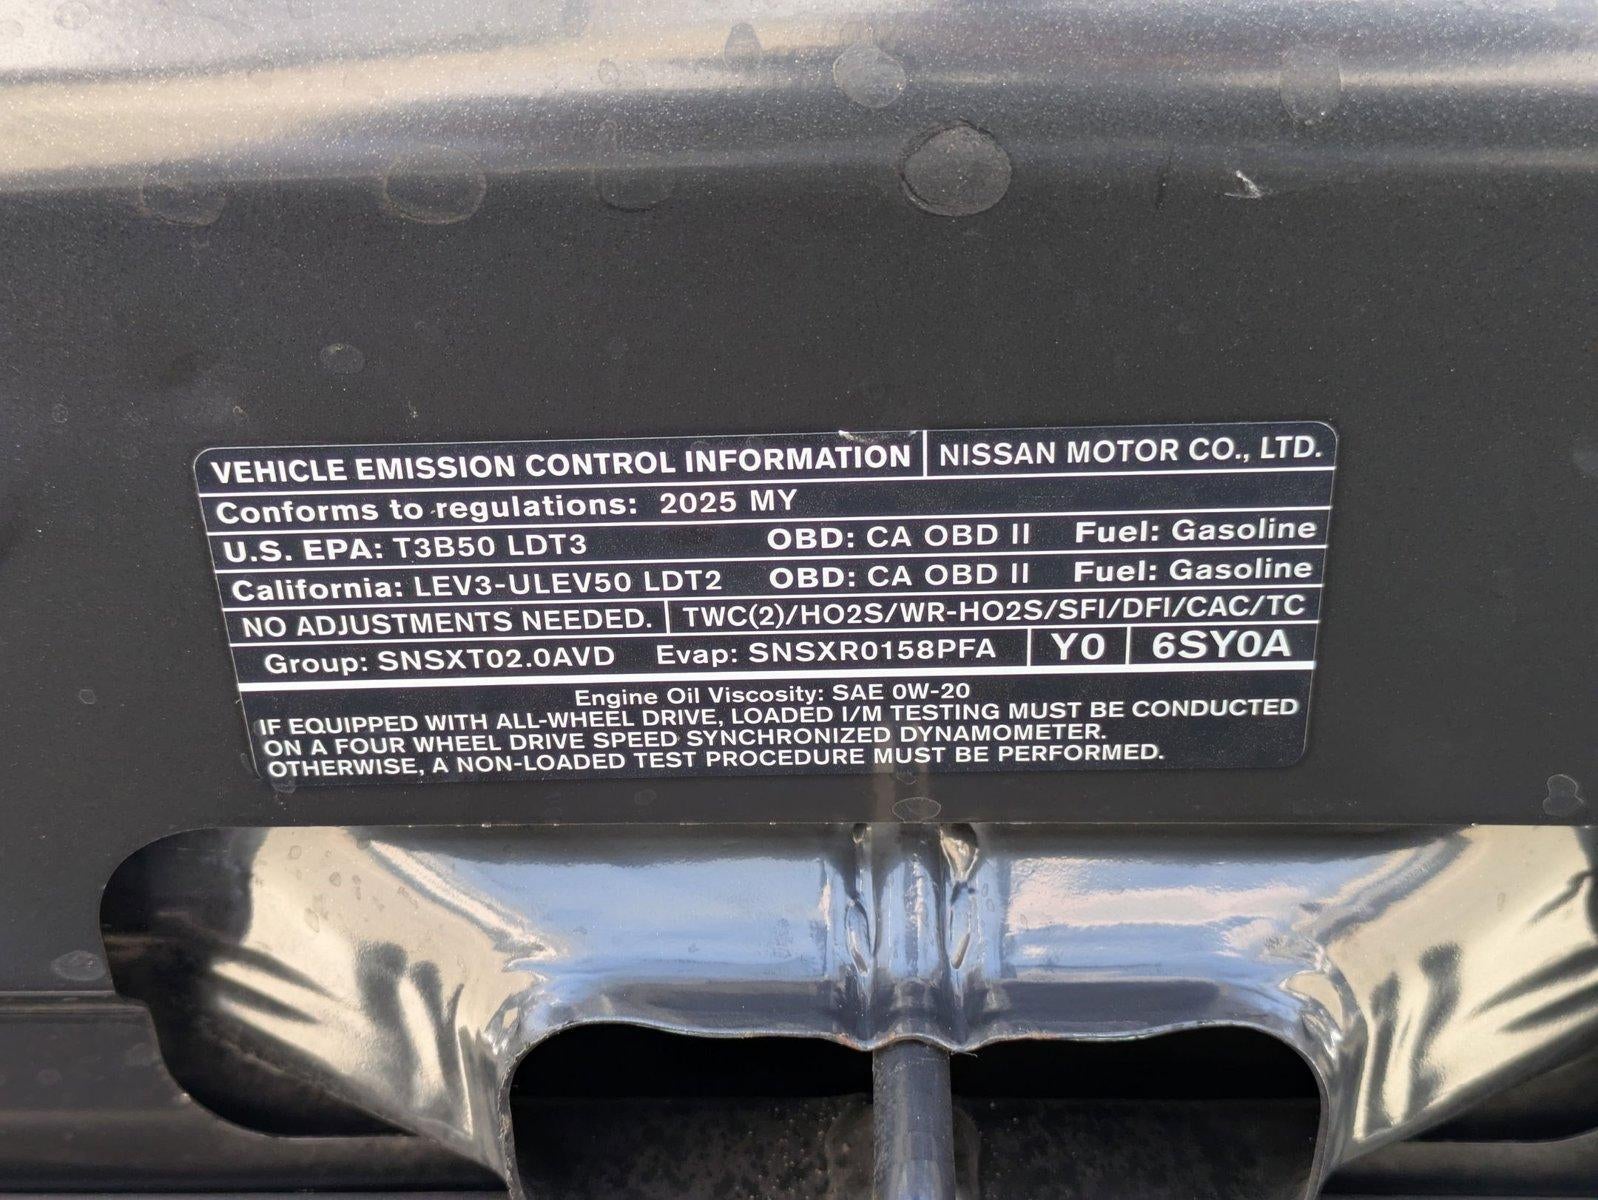 VEHICLE EMISSION CONTROL INFORMATION NISSAN MOTOR CO., LTD.
Conforms to regulations: 2025 MY
U.S. EPA: T3B50 LDT3 OBD: CA OBD II Fuel: Gasoline
California: LEV3-ULEV50 LDT2 OBD: CA OBD II Fuel: Gasoline
NO ADJUSTMENTS NEEDED. TWC(2)/HO2S/WR-HO2S/SFI/DFI/CAC/TC
Group: SNSXT02.0AVD Evap: SNSXR0158PFA Y0 6SY0A
Engine Oil Viscosity: SAE 0W-20
IF EQUIPPED WITH ALL-WHEEL DRIVE, LOADED I/M TESTING MUST BE CONDUCTED
ON A FOUR WHEEL DRIVE SPEED SYNCHRONIZED DYNAMOMETER.
OTHERWISE, A NON-LOADED TEST PROCEDURE MUST BE PERFORMED.